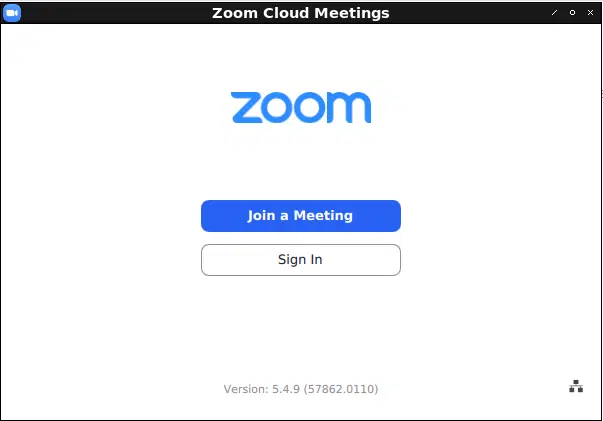 Zoom Cloud Meetings
zoom
Join a Meeting
Sign In
Version: 5.4.9 (57862.0110)